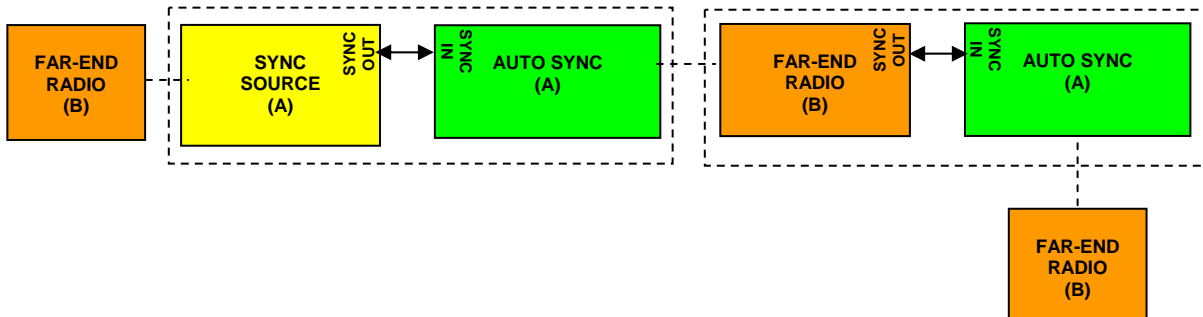 FAR-END
RADIO
(B)
SYNC
SOURCE
(A)
SYNC
OUT
SYNC
IN
AUTO SYNC
(A)
FAR-END
RADIO
(B)
SYNC
OUT
SYNC
IN
AUTO SYNC
(A)
FAR-END
RADIO
(B)